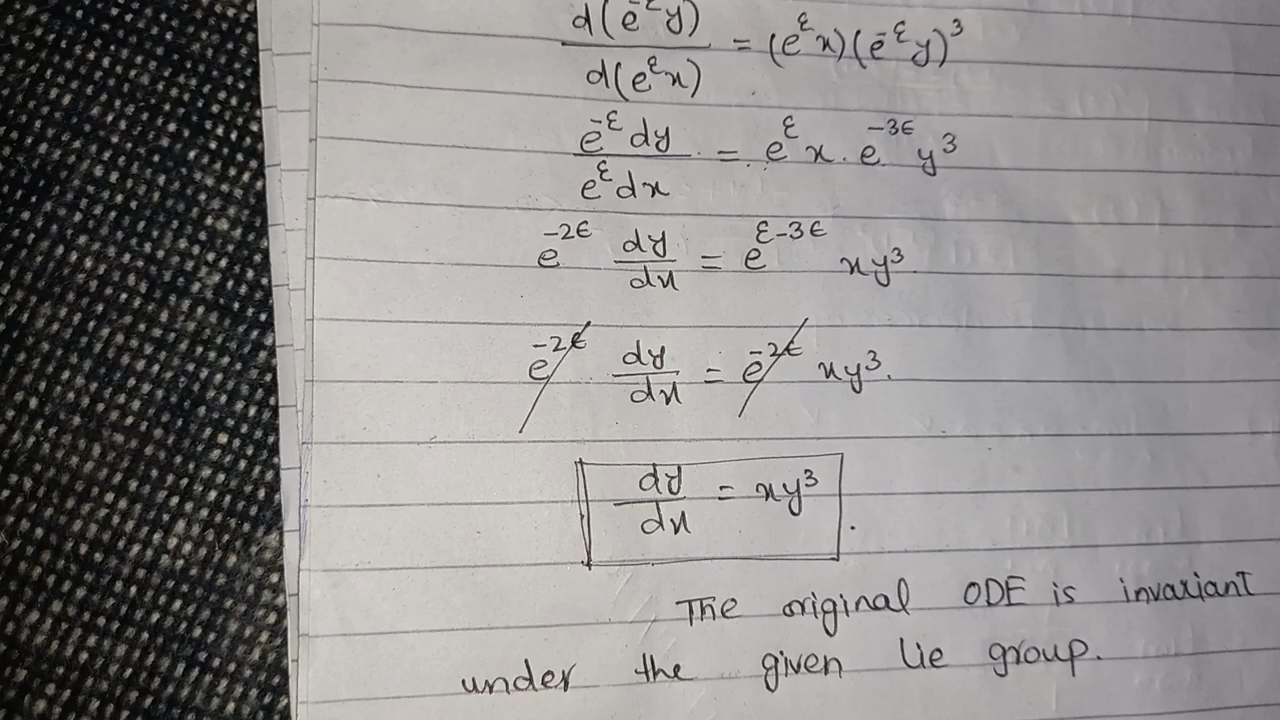 d(e^-ε y) / d(e^ε x) = (e^ε x)(e^-ε y)^3
e^-ε dy / e^ε dx = e^ε x . e^-3ε y^3
e^-2ε dy/dx = e^ε-3ε xy^3
e^-2ε dy/dx = e^-2ε xy^3.
dy/dx = xy^3.
The original ODE is invariant
under the given lie group.